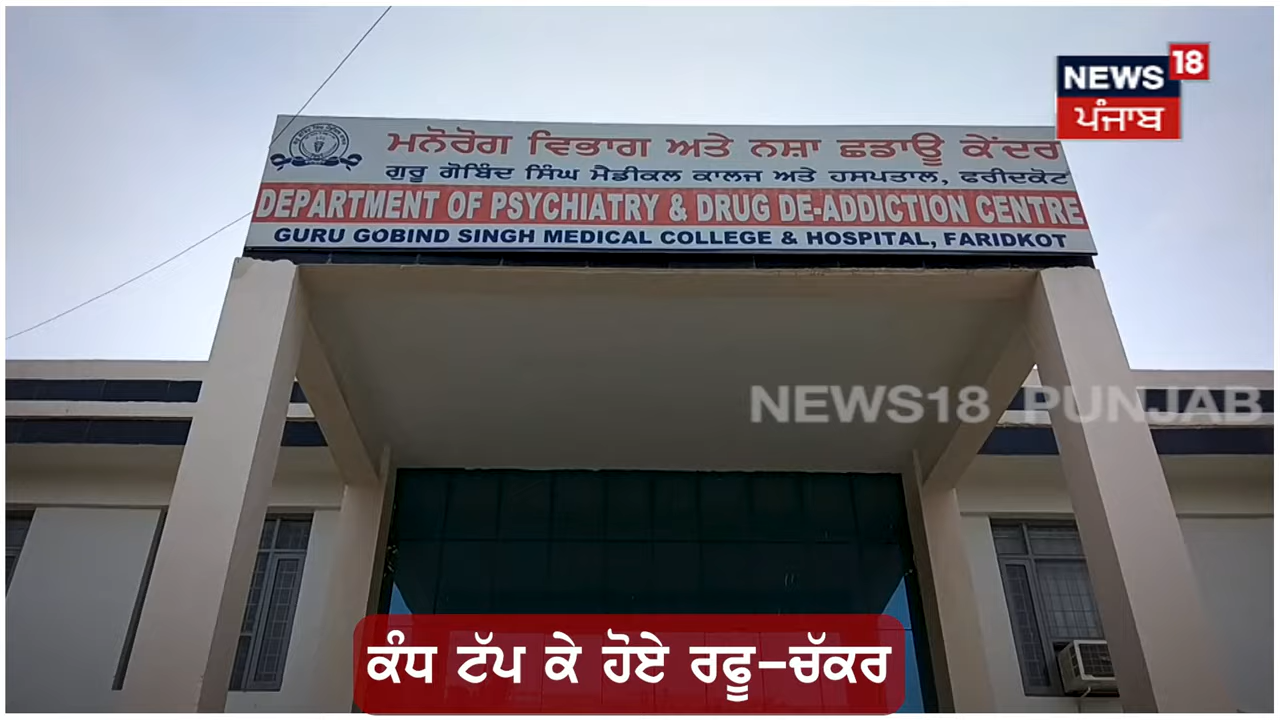 NEWS 18
ਪੰਜਾਬ
ਮਨੋਰੋਗ ਵਿਭਾਗ ਅਤੇ ਨਸ਼ਾ ਛਡਾਊ ਕੇਂਦਰ
ਗੁਰੂ ਗੋਬਿੰਦ ਸਿੰਘ ਮੈਡੀਕਲ ਕਾਲਜ ਅਤੇ ਹਸਪਤਾਲ, ਫਰੀਦਕੋਟ
DEPARTMENT OF PSYCHIATRY & DRUG DE-ADDICTION CENTRE
GURU GOBIND SINGH MEDICAL COLLEGE & HOSPITAL, FARIDKOT
NEWS18 PUNJAB
ਕੰਧ ਟੱਪ ਕੇ ਹੋਏ ਰਫੂ-ਚੱਕਰ